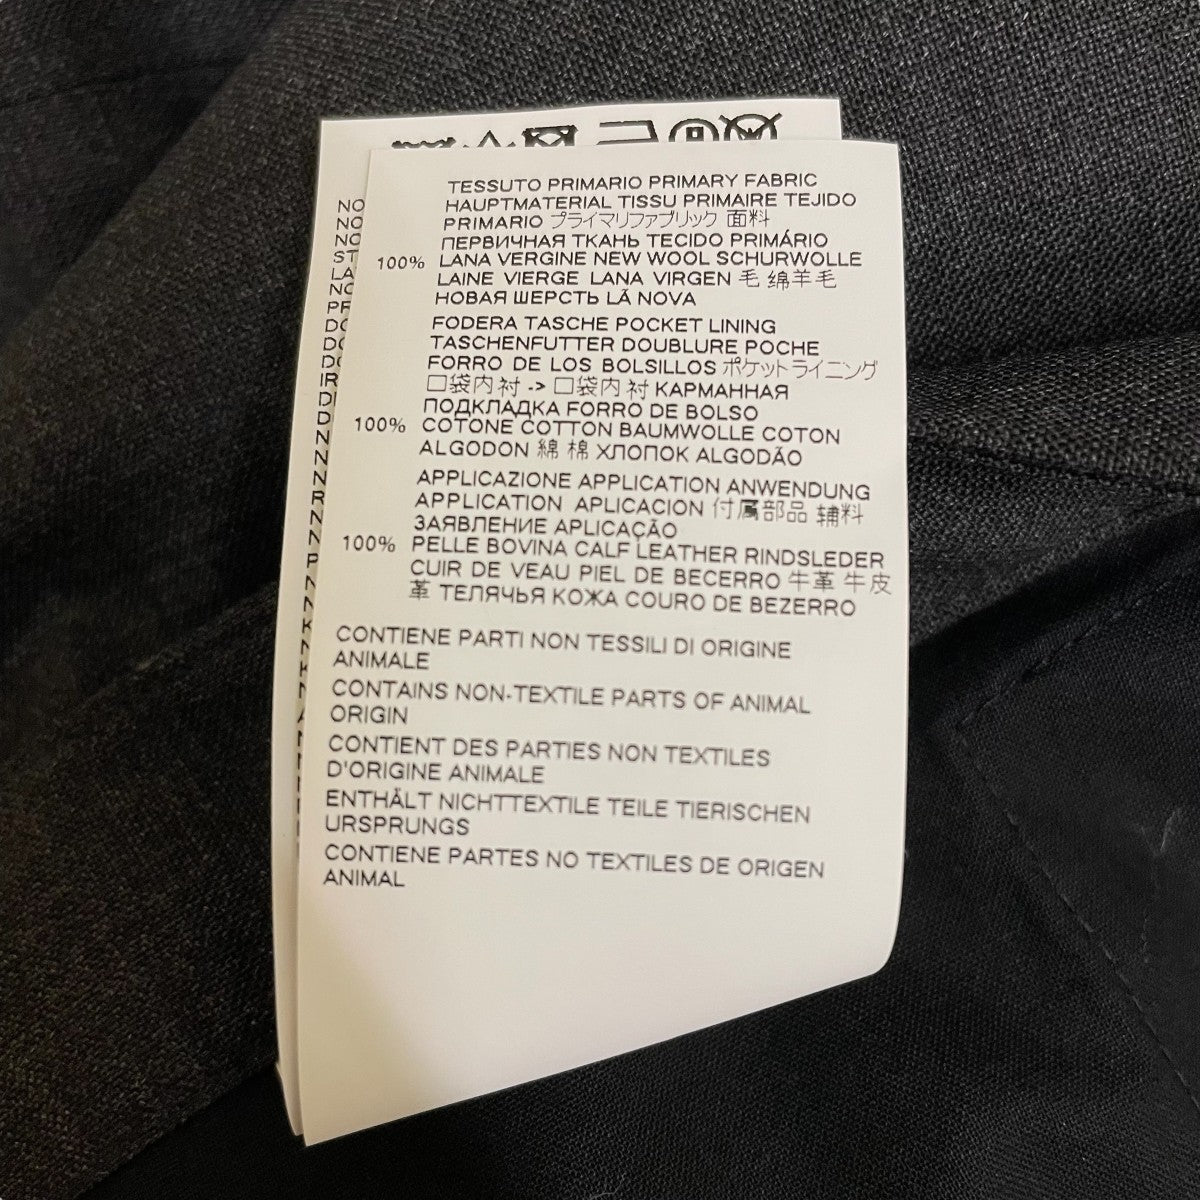 TESSUTO PRIMARIO PRIMARY FABRIC
HAUPTMATERIAL TISSU PRIMAIRE TEJIDO
PRIMARIO プライマリファブリック 面料
ПЕРВИЧНАЯ ТКАНЬ TECIDO PRIMÁRIO
100% LANA VERGINE NEW WOOL SCHURWOLLE
LAINE VIERGE LANA VIRGEN 毛 绵羊毛
НОВАЯ ШЕРСТЬ LÃ NOVA
FODERA TASCHE POCKET LINING
TASCHENFUTTER DOUBLURE POCHE
FORRO DE LOS BOLSILLOS ポケットライニング
口袋内衬 -> 口袋内衬 КАРМАННАЯ
ПОДКЛАДКА FORRO DE BOLSO
100% COTONE COTTON BAUMWOLLE COTON
ALGODON 綿 棉 ХЛОПОК ALGODÃO
APPLICAZIONE APPLICATION ANWENDUNG
APPLICATION APLICACION 付属部品 辅料
ЗАЯВЛЕНИЕ APLICAÇÃO
100% PELLE BOVINA CALF LEATHER RINDSLEDER
CUIR DE VEAU PIEL DE BECERRO 牛革 牛皮
革 ТЕЛЯЧЬЯ КОЖА COURO DE BEZERRO
CONTIENE PARTI NON TESSILI DI ORIGINE
ANIMALE
CONTAINS NON-TEXTILE PARTS OF ANIMAL
ORIGIN
CONTIENT DES PARTIES NON TEXTILES
D'ORIGINE ANIMALE
ENTHÄLT NICHTTEXTILE TEILE TIERISCHEN
URSPRUNGS
CONTIENE PARTES NO TEXTILES DE ORIGEN
ANIMAL